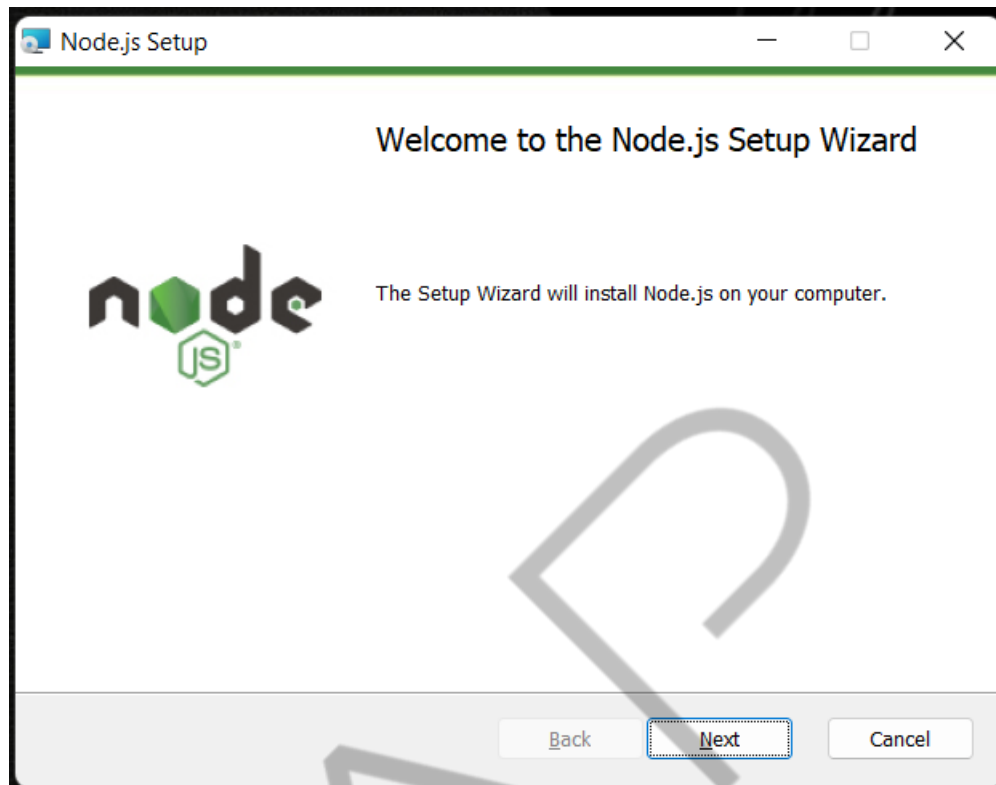 Node.js Setup
Welcome to the Node.js Setup Wizard
node
JS
The Setup Wizard will install Node.js on your computer.
Back
Next
Cancel